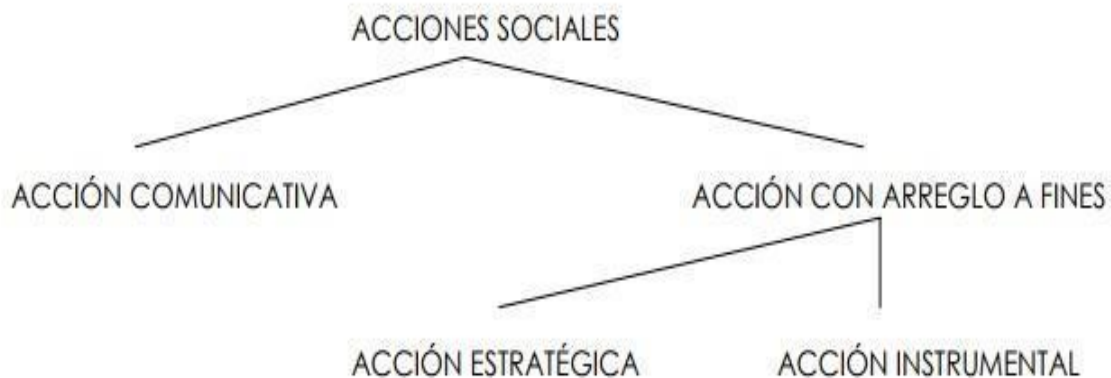 ACCIONES SOCIALES
ACCIÓN COMUNICATIVA
ACCIÓN CON ARREGLO A FINES
ACCIÓN ESTRATÉGICA
ACCIÓN INSTRUMENTAL